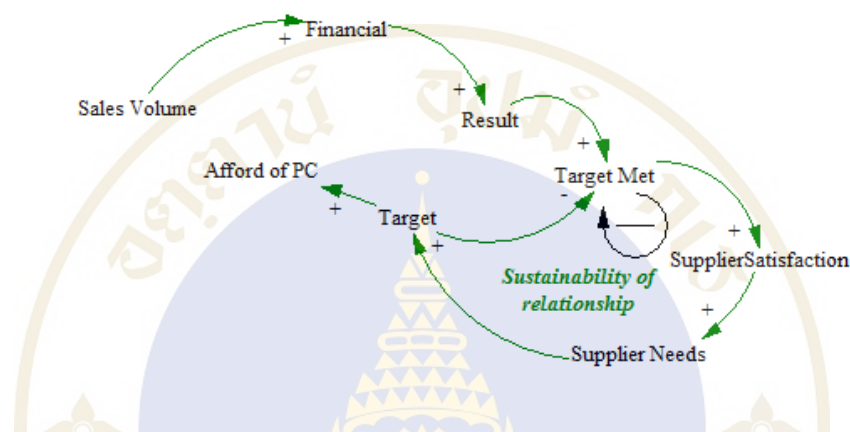 Financial
+
Sales Volume
+
Result
+
Afford of PC
Target Met
-
+
Target
+
+
SupplierSatisfaction
Sustainability of
relationship
+
Supplier Needs